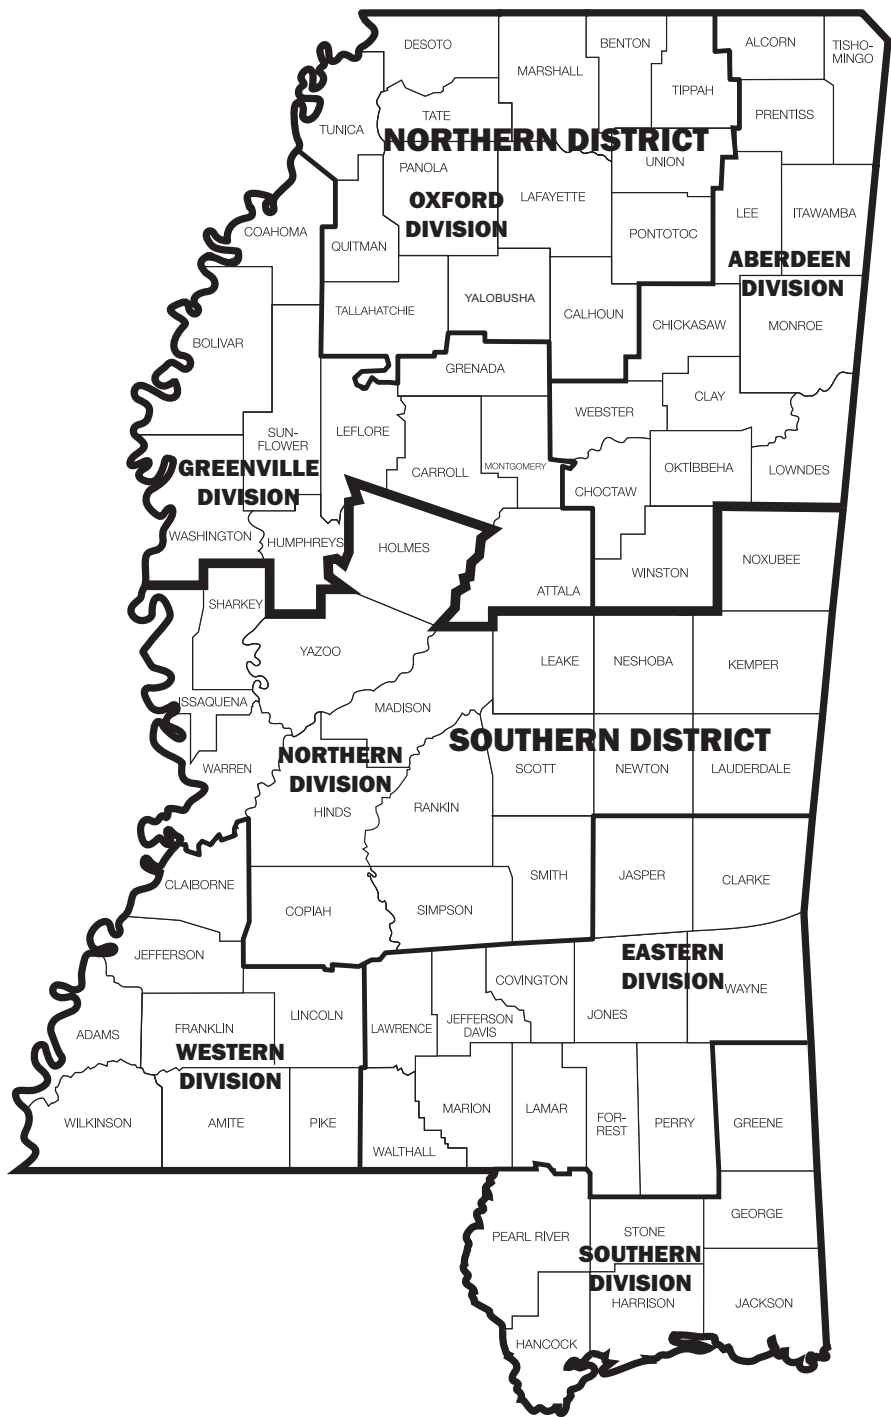 DESOTO
BENTON
ALCORN
TISHO-
MINGO
MARSHALL
TIPPAH
TATE
PRENTISS
TUNICA
NORTHERN DISTRICT
PANOLA
UNION
OXFORD
DIVISION
LAFAYETTE
LEE
ITAWAMBA
COAHOMA
QUITMAN
PONTOTOC
ABERDEEN
DIVISION
TALLAHATCHIE
YALOBUSHA
CALHOUN
CHICKASAW
MONROE
BOLIVAR
GRENADA
CLAY
WEBSTER
SUN-
FLOWER
LEFLORE
CARROLL
MONTGOMERY
OKTIBBEHA
LOWNDES
GREENVILLE
DIVISION
CHOCTAW
WASHINGTON
HUMPHREYS
HOLMES
NOXUBEE
WINSTON
ATTALA
SHARKEY
YAZOO
LEAKE
NESHOBA
KEMPER
ISSAQUENA
MADISON
SOUTHERN DISTRICT
NORTHERN
DIVISION
WARREN
SCOTT
NEWTON
LAUDERDALE
HINDS
RANKIN
CLAIBORNE
SMITH
JASPER
CLARKE
COPIAH
SIMPSON
JEFFERSON
EASTERN
DIVISION
COVINGTON
WAYNE
ADAMS
FRANKLIN
LINCOLN
LAWRENCE
JEFFERSON
DAVIS
JONES
WESTERN
DIVISION
WILKINSON
AMITE
PIKE
WALTHALL
MARION
LAMAR
FOR-
REST
PERRY
GREENE
PEARL RIVER
STONE
GEORGE
SOUTHERN
DIVISION
HARRISON
JACKSON
HANCOCK